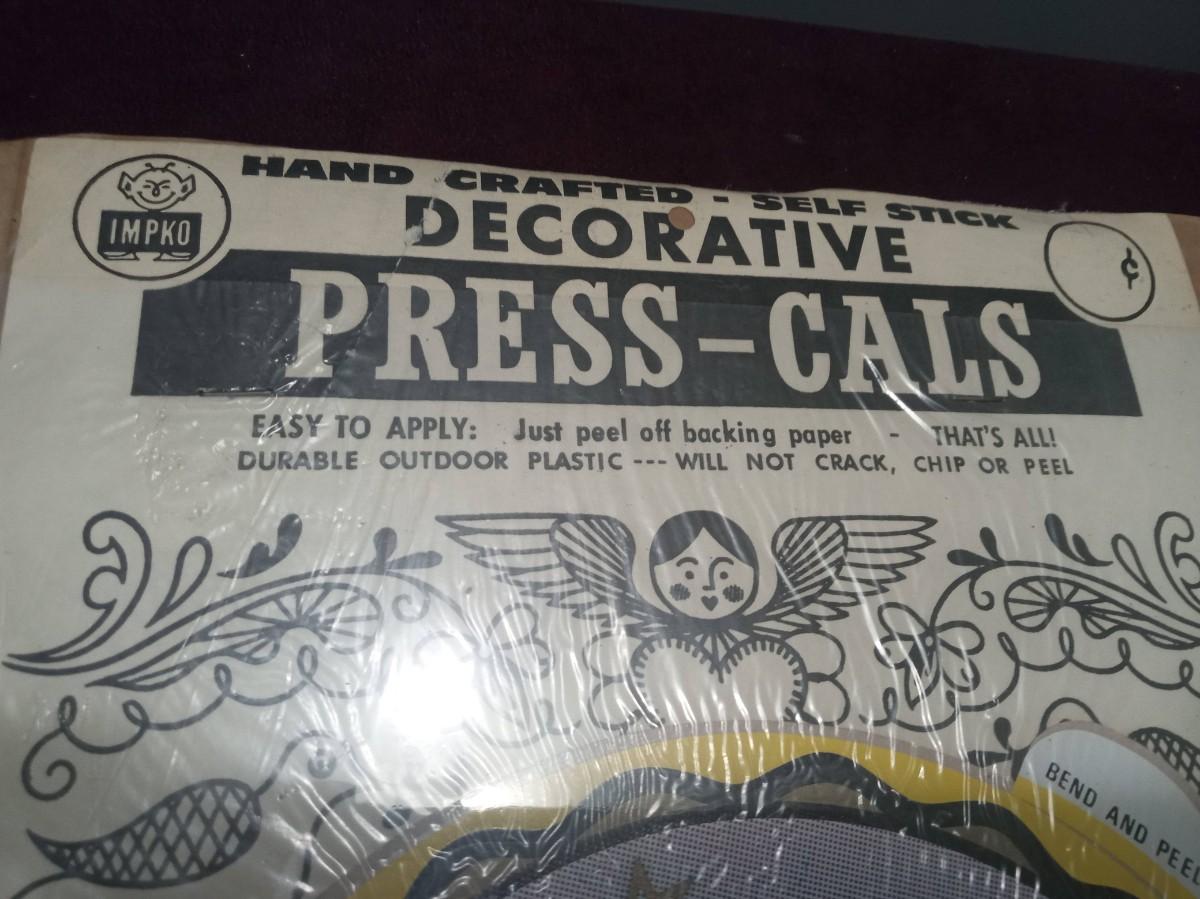 IMPKO
HAND CRAFTED - SELF STICK
DECORATIVE
¢
PRESS-CALS
EASY TO APPLY: Just peel off backing paper - THAT'S ALL!
DURABLE OUTDOOR PLASTIC --- WILL NOT CRACK, CHIP OR PEEL
BEND AND PEEL